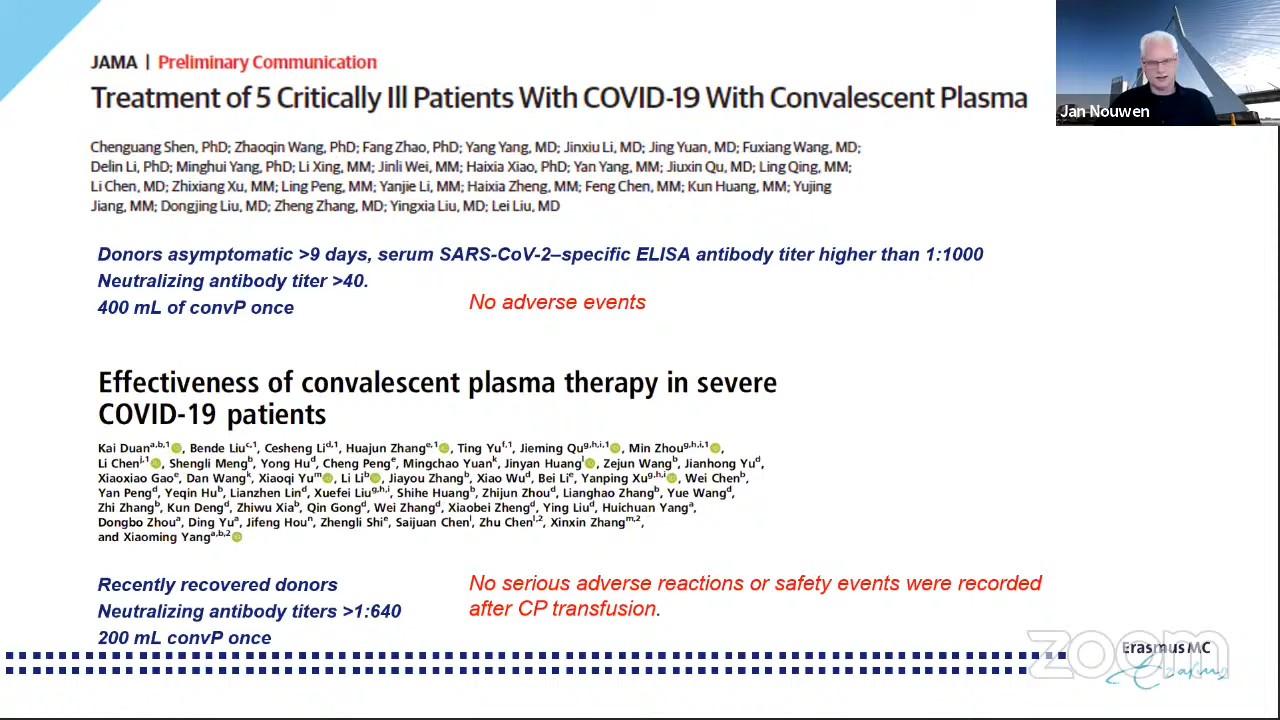 JAMA | Preliminary Communication
Treatment of 5 Critically Ill Patients With COVID-19 With Convalescent Plasma
Jan Nouwen
Chenguang Shen, PhD; Zhaoqin Wang, PhD; Fang Zhao, PhD; Yang Yang, MD; Jinxiu Li, MD; Jing Yuan, MD; Fuxiang Wang, MD;
Delin Li, PhD; Minghui Yang, PhD; Li Xing, MM; Jinli Wei, MM; Haixia Xiao, PhD; Yan Yang, MM; Jiuxin Qu, MD; Ling Qing, MM;
Li Chen, MD; Zhixiang Xu, MM; Ling Peng, MM; Yanjie Li, MM; Haixia Zheng, MM; Feng Chen, MM; Kun Huang, MM; Yujing
Jiang, MM; Dongjing Liu, MD; Zheng Zhang, MD; Yingxia Liu, MD; Lei Liu, MD
Donors asymptomatic >9 days, serum SARS-CoV-2–specific ELISA antibody titer higher than 1:1000
Neutralizing antibody titer >40.
400 mL of convP once
No adverse events
Effectiveness of convalescent plasma therapy in severe
COVID-19 patients
Kai Duan^a,b,1, Bende Liu^c,1, Cesheng Li^d,1, Huajun Zhang^e,1, Ting Yu^f,1, Jieming Qu^g,h,i,1, Min Zhou^g,h,i,1,
Li Chen^j,1, Shengli Meng^b, Yong Hu^d, Cheng Peng^e, Mingchao Yuan^k, Jinyan Huang^l, Zejun Wang^b, Jianhong Yu^d,
Xiaoxiao Gao^e, Dan Wang^k, Xiaoqi Yu^m, Li Li^b, Jiayou Zhang^b, Xiao Wu^d, Bei Li^e, Yanping Xu^g,h,i, Wei Chen^b,
Yan Peng^d, Yeqin Hu^b, Lianzhen Lin^d, Xuefei Liu^g,h,i, Shihe Huang^b, Zhijun Zhou^d, Lianghao Zhang^b, Yue Wang^d,
Zhi Zhang^b, Kun Deng^d, Zhiwu Xia^b, Qin Gong^d, Wei Zhang^d, Xiaobei Zheng^d, Ying Liu^d, Huichuan Yang^a,
Dongbo Zhou^a, Ding Yu^a, Jifeng Hou^n, Zhengli Shi^e, Saijuan Chen^l, Zhu Chen^l,2, Xinxin Zhang^m,2,
and Xiaoming Yang^a,b,2
Recently recovered donors
Neutralizing antibody titers >1:640
200 mL convP once
No serious adverse reactions or safety events were recorded
after CP transfusion.
zoom
Erasmus MC
Erasmus